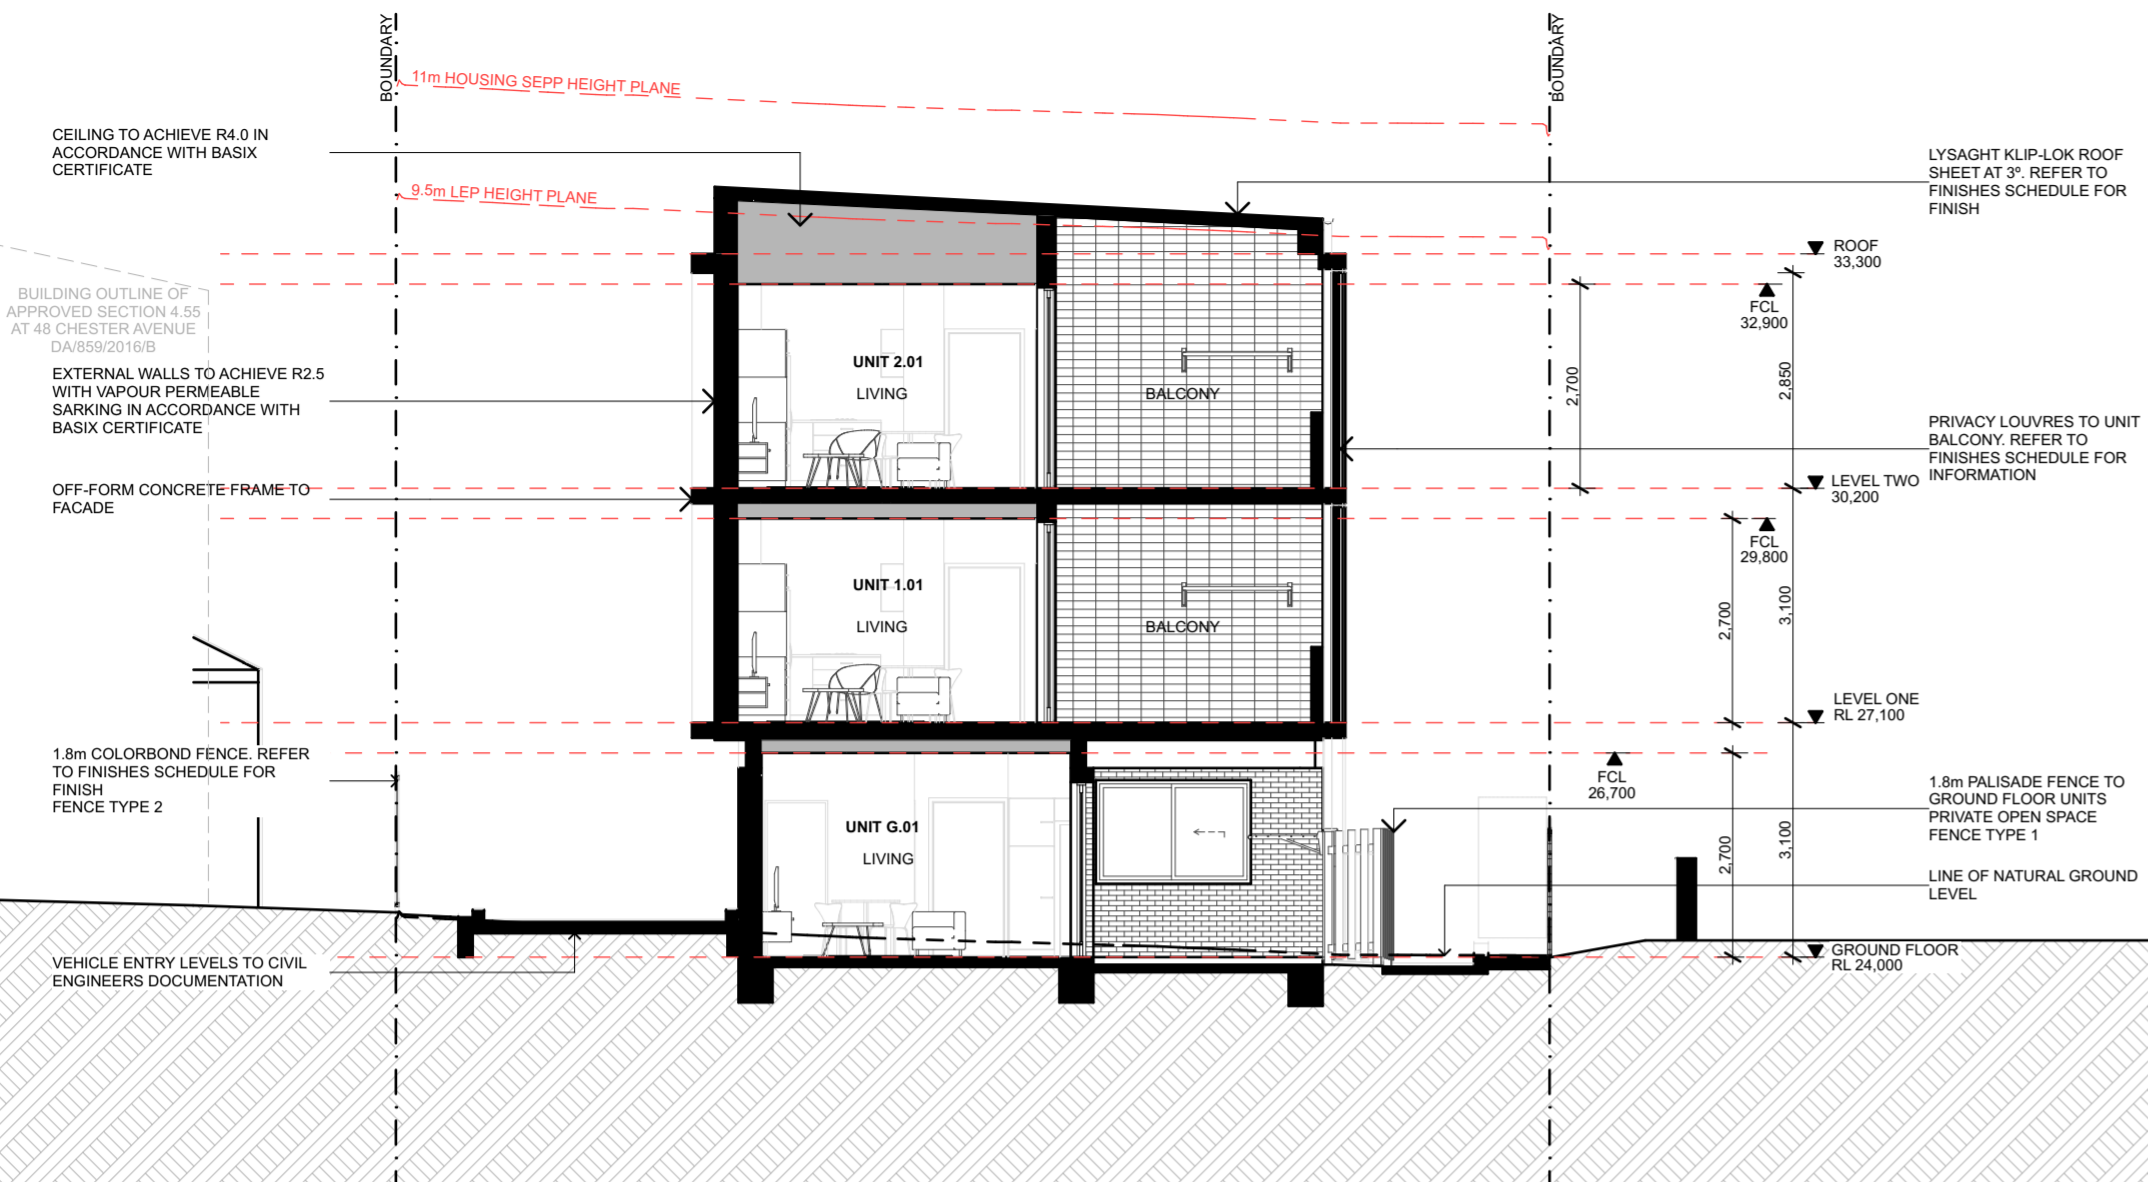 BOUNDARY
BOUNDARY
11m HOUSING SEPP HEIGHT PLANE
9.5m LEP HEIGHT PLANE
CEILING TO ACHIEVE R4.0 IN
ACCORDANCE WITH BASIX
CERTIFICATE
BUILDING OUTLINE OF
APPROVED SECTION 4.55
AT 48 CHESTER AVENUE
DA/859/2016/B
EXTERNAL WALLS TO ACHIEVE R2.5
WITH VAPOUR PERMEABLE
SARKING IN ACCORDANCE WITH
BASIX CERTIFICATE
OFF-FORM CONCRETE FRAME TO
FACADE
1.8m COLORBOND FENCE. REFER
TO FINISHES SCHEDULE FOR
FINISH
FENCE TYPE 2
VEHICLE ENTRY LEVELS TO CIVIL
ENGINEERS DOCUMENTATION
UNIT 2.01
LIVING
BALCONY
UNIT 1.01
LIVING
BALCONY
UNIT G.01
LIVING
LYSAGHT KLIP-LOK ROOF
SHEET AT 3º. REFER TO
FINISHES SCHEDULE FOR
FINISH
ROOF
33,300
FCL
32,900
2,700
2,850
PRIVACY LOUVRES TO UNIT
BALCONY. REFER TO
FINISHES SCHEDULE FOR
INFORMATION
LEVEL TWO
30,200
FCL
29,800
2,700
3,100
LEVEL ONE
RL 27,100
FCL
26,700
2,700
3,100
1.8m PALISADE FENCE TO
GROUND FLOOR UNITS
PRIVATE OPEN SPACE
FENCE TYPE 1
LINE OF NATURAL GROUND
LEVEL
GROUND FLOOR
RL 24,000